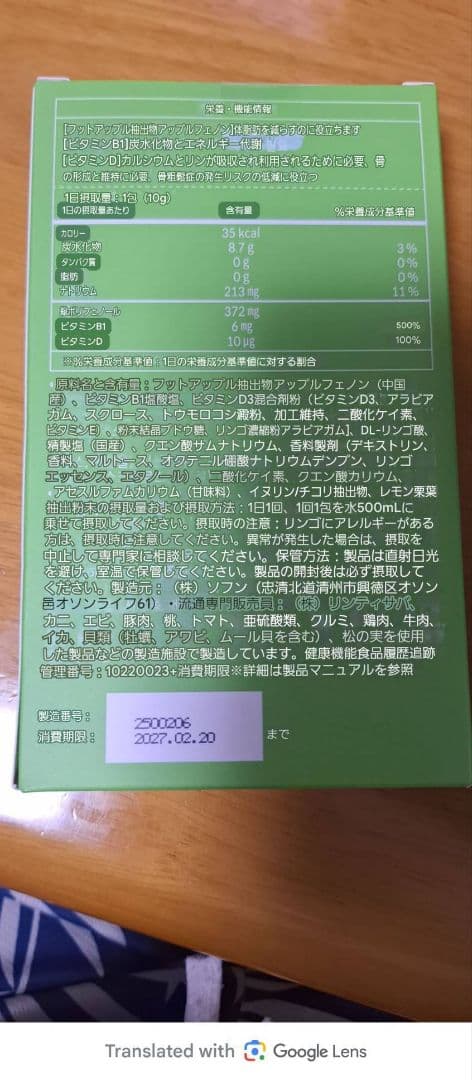 栄養・機能情報
[フットアップル抽出物アップルフェノン]体脂肪を減らすのに役立ちます
[ビタミンB1]炭水化物とエネルギー代謝
[ビタミンD]カルシウムとリンが吸収され利用されるために必要、骨
の形成と維持に必要、骨粗鬆症の発生リスクの低減に役立つ
1回摂取量：1包（10g）
1日の摂取量あたり 含有量 %栄養成分基準値
カロリー 35 kcal
炭水化物 8.7 g 3%
タンパク質 0 g 0%
脂肪 0 g 0%
ナトリウム 213 mg 11%
総ポリフェノール 372 mg
ビタミンB1 6 mg 500%
ビタミンD 10 μg 100%
※%栄養成分基準値：1日の栄養成分基準値に対する割合
原料名と含有量：フットアップル抽出物アップルフェノン（中国
産）、ビタミンB1塩酸塩、ビタミンD3混合剤粉（ビタミンD3、アラビア
ガム、スクロース、トウモロコシ澱粉、加工維持、二酸化ケイ素、
ビタミンE）、粉末結晶ブドウ糖、リンゴ濃縮粉アラビアガム］、DL-リンゴ酸、
精製塩（国産）、クエン酸サムナトリウム、香料製剤（デキストリン、
香料、マルトース、オクテニル硼酸ナトリウムデンプン、リンゴ
エッセンス、エタノール）、二酸化ケイ素、クエン酸カリウム、
アセスルファムカリウム（甘味料）、イヌリン/チコリ抽出物、レモン果葉
抽出粉末の摂取量および摂取方法：1日1回、1回1包を水500mLに
乗せて摂取してください。摂取時の注意：リンゴにアレルギーがある
方は、摂取時に注意してください。異常が発生した場合は、摂取を
中止して専門家に相談してください。保管方法：製品は直射日光
を避け、室温で保管してください。製品の開封後は必ず摂取して
ください。製造元：（株）ソフン（忠清北道清州市興徳区オソン
邑オソンライフ61）・流通専門販売員：（株）リンティサバ、
カニ、エビ、豚肉、桃、トマト、亜硫酸類、クルミ、鶏肉、牛肉、
イカ、貝類（牡蠣、アワビ、ムール貝を含む）、松の実を使用
した製品などの製造施設で製造しています。健康機能食品履歴追跡
管理番号：10220023+消費期限※詳細は製品マニュアルを参照
製造番号： 2500206
消費期限： 2027.02.20 まで
Translated with Google Lens